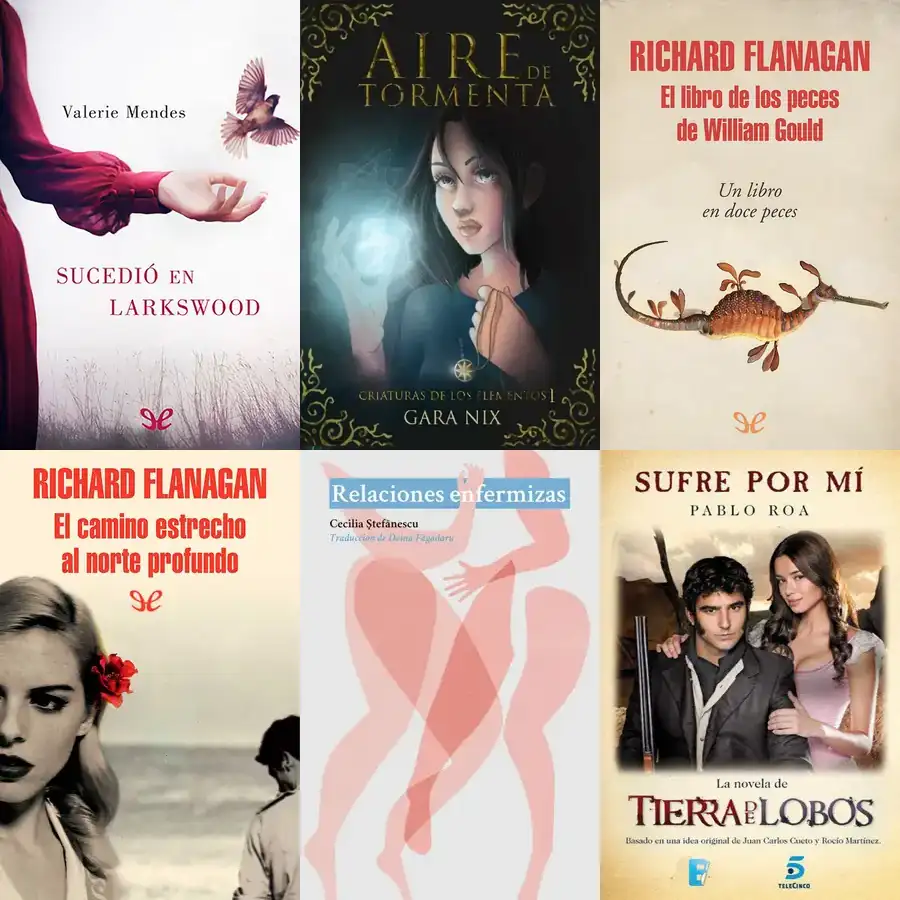 Valerie Mendes
SUCEDIÓ EN
LARKSWOOD
AIRE DE
TORMENTA
CRIATURAS DE LOS ELEMENTOS 1
GARA NIX
RICHARD FLANAGAN
El libro de los peces
de William Gould
Un libro
en doce peces
RICHARD FLANAGAN
El camino estrecho
al norte profundo
Relaciones enfermizas
Cecilia Ștefănescu
Traducción de Doina Făgădaru
SUFRE POR MÍ
PABLO ROA
La novela de
TIERRA DE LOBOS
Basado en una idea original de Juan Carlos Cueto y Rocío Martínez.
TELECINCO